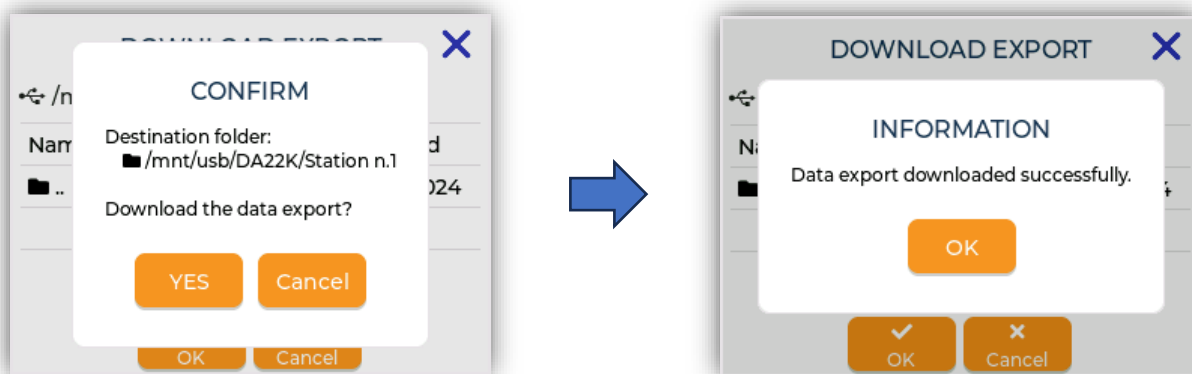 CONFIRM
Destination folder:
/mnt/usb/DA22K/Station n.1
Download the data export?
YES
Cancel
OK
Cancel
DOWNLOAD EXPORT
INFORMATION
Data export downloaded successfully.
OK
OK
Cancel